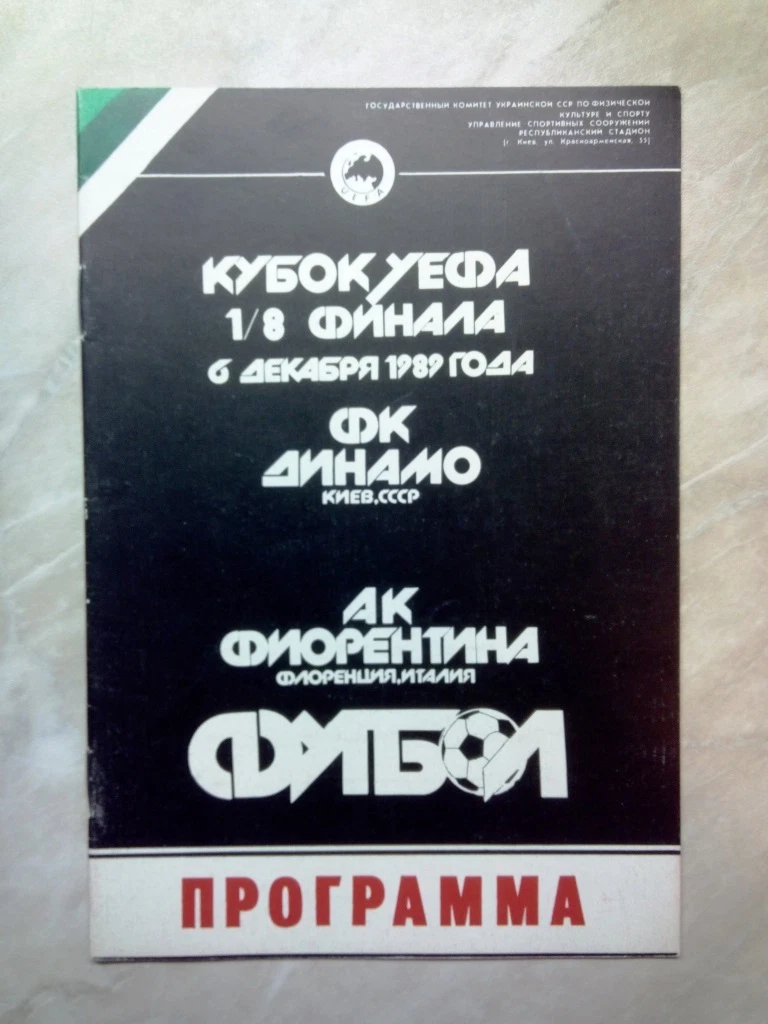 ГОСУДАРСТВЕННЫЙ КОМИТЕТ УКРАИНСКОЙ ССР ПО ФИЗИЧЕСКОЙ
КУЛЬТУРЕ И СПОРТУ
УПРАВЛЕНИЕ СПОРТИВНЫХ СООРУЖЕНИЙ
РЕСПУБЛИКАНСКИЙ СТАДИОН
[г. Киев, ул. Красноармейская, 55]
UEFA
КУБОК УЕФА
1/8 ФИНАЛА
6 ДЕКАБРЯ 1989 ГОДА
ФК
ДИНАМО
КИЕВ, СССР
АК
ФИОРЕНТИНА
ФЛОРЕНЦИЯ, ИТАЛИЯ
ФУТБОЛ
ПРОГРАММА